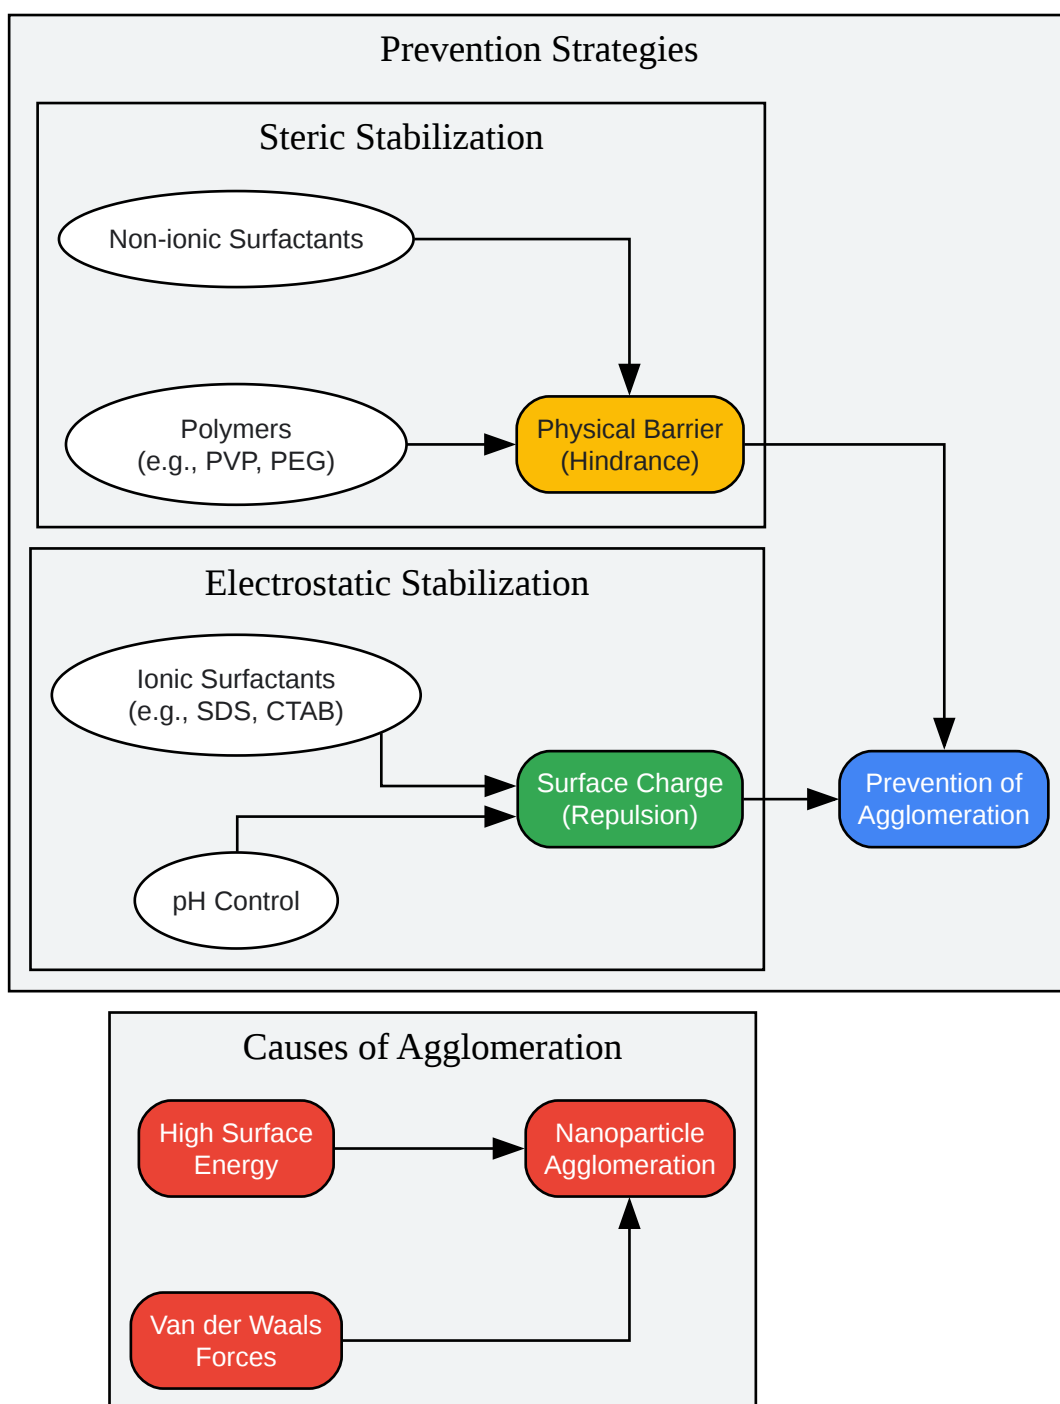 Prevention Strategies
Steric Stabilization
Non-ionic Surfactants
Polymers
(e.g., PVP, PEG)
Physical Barrier
(Hindrance)
Electrostatic Stabilization
Ionic Surfactants
(e.g., SDS, CTAB)
Surface Charge
(Repulsion)
Prevention of
Agglomeration
pH Control
Causes of Agglomeration
High Surface
Energy
Nanoparticle
Agglomeration
Van der Waals
Forces